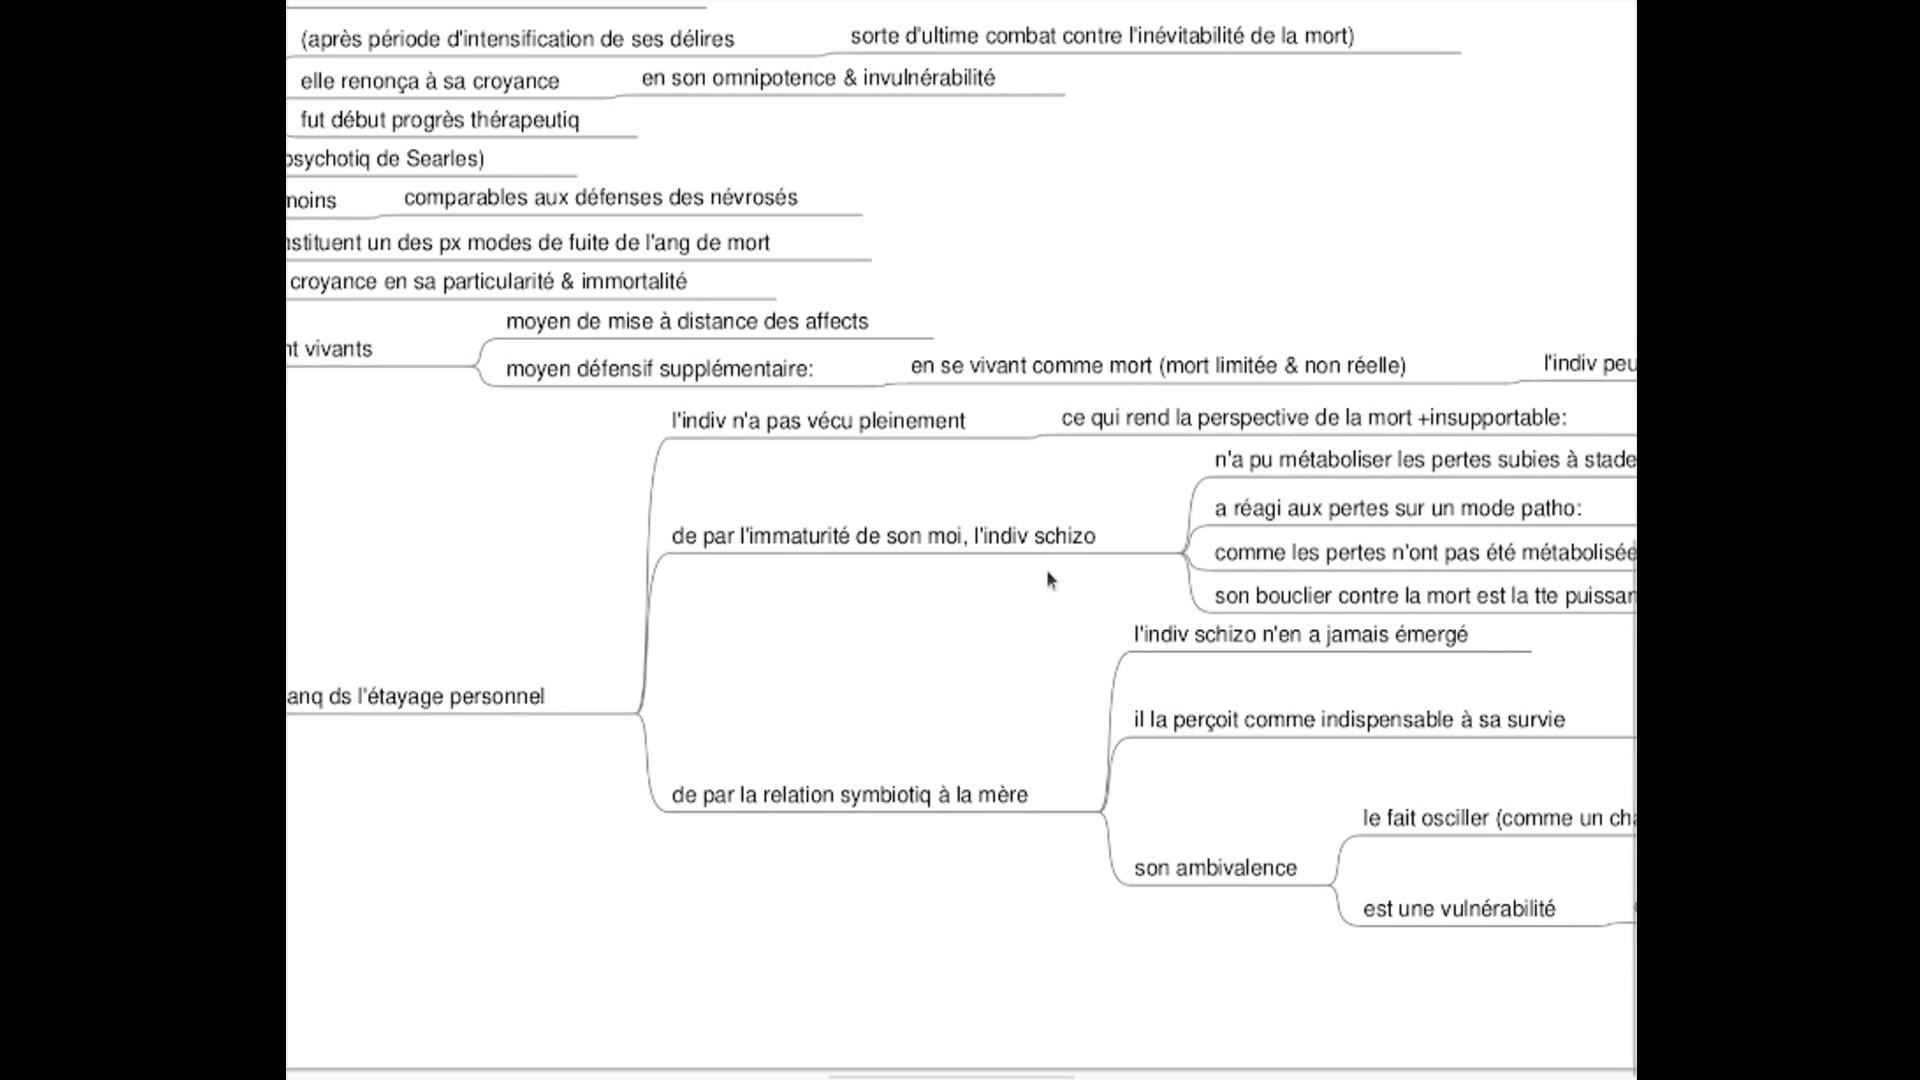 (après période d'intensification de ses délires
sorte d'ultime combat contre l'inévitabilité de la mort)
elle renonça à sa croyance
en son omnipotence & invulnérabilité
fut début progrès thérapeutiq
psychotiq de Searles)
moins
comparables aux défenses des névrosés
nstituent un des px modes de fuite de l'ang de mort
croyance en sa particularité & immortalité
nt vivants
moyen de mise à distance des affects
moyen défensif supplémentaire:
en se vivant comme mort (mort limitée & non réelle)
l'indiv peu
l'indiv n'a pas vécu pleinement
ce qui rend la perspective de la mort +insupportable:
de par l'immaturité de son moi, l'indiv schizo
n'a pu métaboliser les pertes subies à stade
a réagi aux pertes sur un mode patho:
comme les pertes n'ont pas été métabolisée
son bouclier contre la mort est la tte puissan
anq ds l'étayage personnel
de par la relation symbiotiq à la mère
l'indiv schizo n'en a jamais émergé
il la perçoit comme indispensable à sa survie
son ambivalence
le fait osciller (comme un cha
est une vulnérabilité